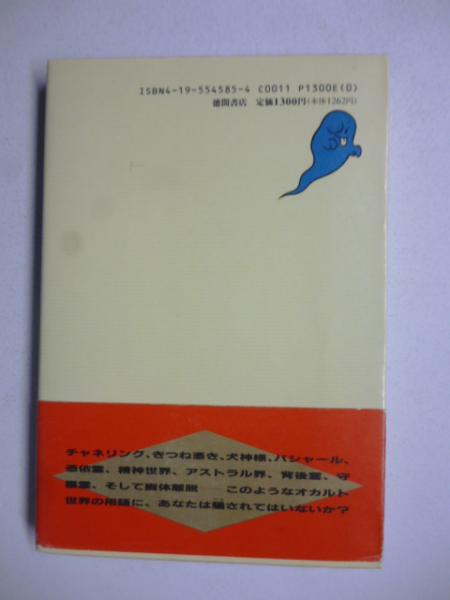 ISBN4-19-554585-4 C0011 P1300E(0)
徳間書店 定価1300円(本体1262円)
チャネリング、きつね憑き、犬神様、バシャール、
憑依霊、精神世界、アストラル界、背後霊、守
護霊、そして幽体離脱── このようなオカルト
世界の用語に、あなたは騙されてはいないか?